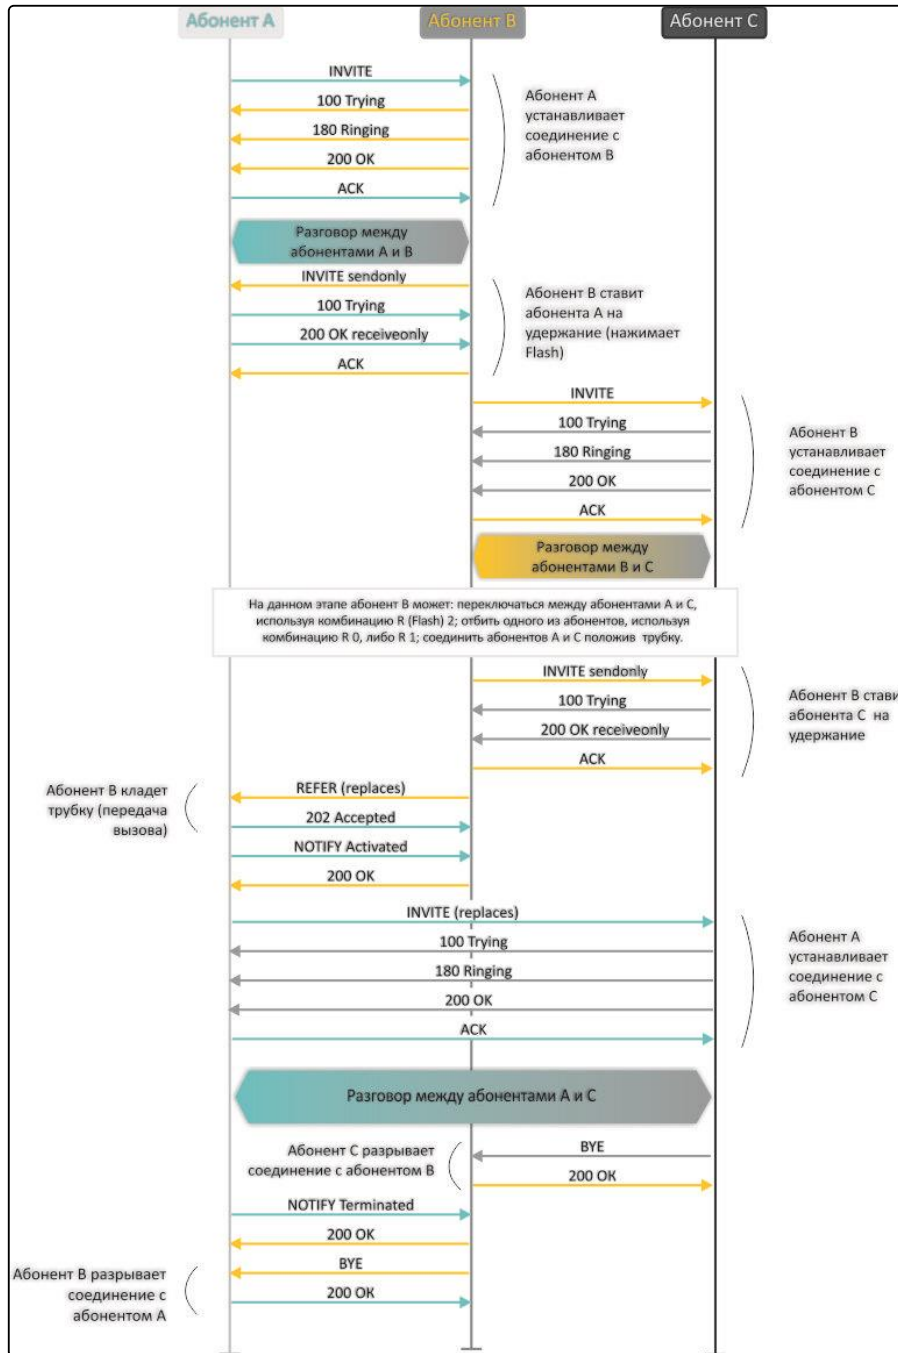 Абонент A
Абонент B
Абонент C
INVITE
100 Trying
180 Ringing
200 OK
ACK
Абонент А
устанавливает
соединение с
абонентом B
Разговор между
абонентами А и В
INVITE sendonly
100 Trying
200 OK receiveonly
ACK
Абонент В ставит
абонента А на
удержание (нажимает
Flash)
INVITE
100 Trying
180 Ringing
200 OK
ACK
Абонент В
устанавливает
соединение с
абонентом C
Разговор между
абонентами В и С
На данном этапе абонент В может: переключаться между абонентами А и С,
используя комбинацию R (Flash) 2; отбить одного из абонентов, используя
комбинацию R 0, либо R 1; соединить абонентов А и С положив трубку.
INVITE sendonly
100 Trying
200 OK receiveonly
ACK
Абонент В стави
абонента С на
удержание
Абонент В кладет
трубку (передача
вызова)
REFER (replaces)
202 Accepted
NOTIFY Activated
200 OK
INVITE (replaces)
100 Trying
180 Ringing
200 OK
ACK
Абонент А
устанавливает
соединение с
абонентом С
Разговор между абонентами А и С
Абонент С разрывает
соединение с абонентом В
BYE
200 OK
NOTIFY Terminated
200 OK
BYE
200 OK
Абонент В разрывает
соединение с
абонентом А